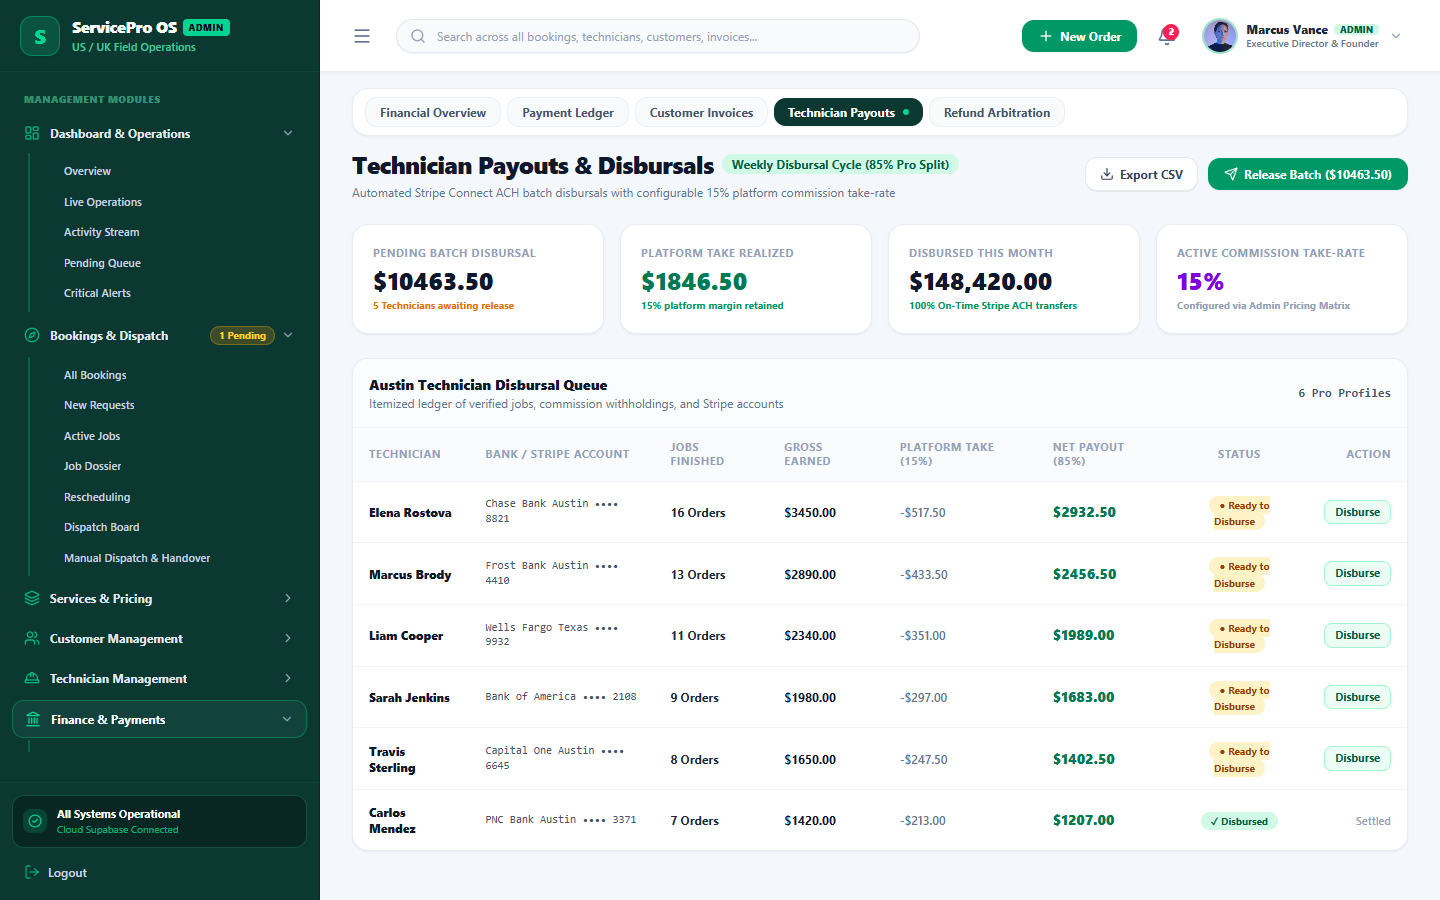 S
ServicePro OS ADMIN
US / UK Field Operations
MANAGEMENT MODULES
Dashboard & Operations
Overview
Live Operations
Activity Stream
Pending Queue
Critical Alerts
Bookings & Dispatch 1 Pending
All Bookings
New Requests
Active Jobs
Job Dossier
Rescheduling
Dispatch Board
Manual Dispatch & Handover
Services & Pricing
Customer Management
Technician Management
Finance & Payments
All Systems Operational
Cloud Supabase Connected
Logout
Search across all bookings, technicians, customers, invoices...
New Order
2
Marcus Vance ADMIN
Executive Director & Founder
Financial Overview Payment Ledger Customer Invoices Technician Payouts Refund Arbitration
Technician Payouts & Disbursals Weekly Disbursal Cycle (85% Pro Split)
Automated Stripe Connect ACH batch disbursals with configurable 15% platform commission take-rate
Export CSV
Release Batch ($10463.50)
PENDING BATCH DISBURSAL
$10463.50
5 Technicians awaiting release
PLATFORM TAKE REALIZED
$1846.50
15% platform margin retained
DISBURSED THIS MONTH
$148,420.00
100% On-Time Stripe ACH transfers
ACTIVE COMMISSION TAKE-RATE
15%
Configured via Admin Pricing Matrix
Austin Technician Disbursal Queue
Itemized ledger of verified jobs, commission withholdings, and Stripe accounts
6 Pro Profiles
TECHNICIAN
BANK / STRIPE ACCOUNT
JOBS
FINISHED
GROSS
EARNED
PLATFORM TAKE
(15%)
NET PAYOUT
(85%)
STATUS
ACTION
Elena Rostova
Chase Bank Austin ••••
8821
16 Orders
$3450.00
-$517.50
$2932.50
• Ready to
Disburse
Disburse
Marcus Brody
Frost Bank Austin ••••
4410
13 Orders
$2890.00
-$433.50
$2456.50
• Ready to
Disburse
Disburse
Liam Cooper
Wells Fargo Texas ••••
9932
11 Orders
$2340.00
-$351.00
$1989.00
• Ready to
Disburse
Disburse
Sarah Jenkins
Bank of America •••• 2108
9 Orders
$1980.00
-$297.00
$1683.00
• Ready to
Disburse
Disburse
Travis
Sterling
Capital One Austin ••••
6645
8 Orders
$1650.00
-$247.50
$1402.50
• Ready to
Disburse
Disburse
Carlos
Mendez
PNC Bank Austin •••• 3371
7 Orders
$1420.00
-$213.00
$1207.00
✓ Disbursed
Settled